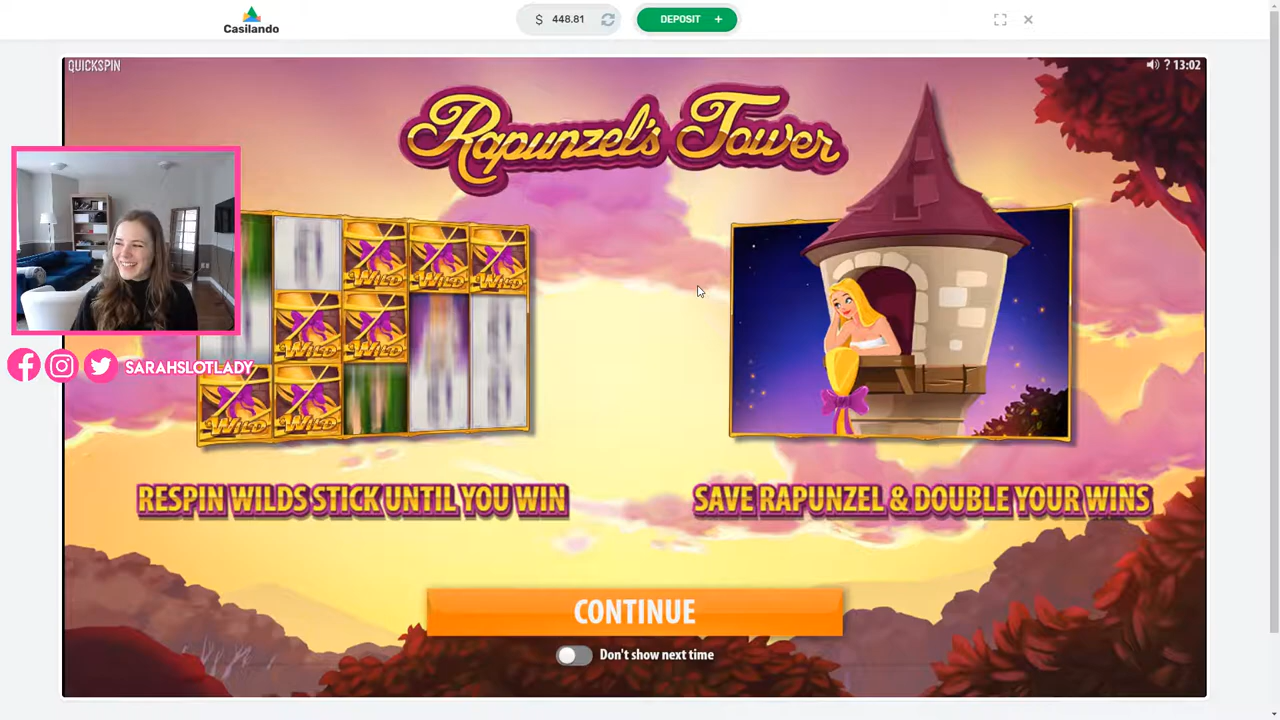 Casilando
$ 448.81
DEPOSIT +
QUICKSPIN
? 13:02
Rapunzel's Tower
WILD WILD WILD
WILD WILD
WILD WILD
SARAHSLOTLADY
RESPIN WILDS STICK UNTIL YOU WIN
SAVE RAPUNZEL & DOUBLE YOUR WINS
CONTINUE
Don't show next time